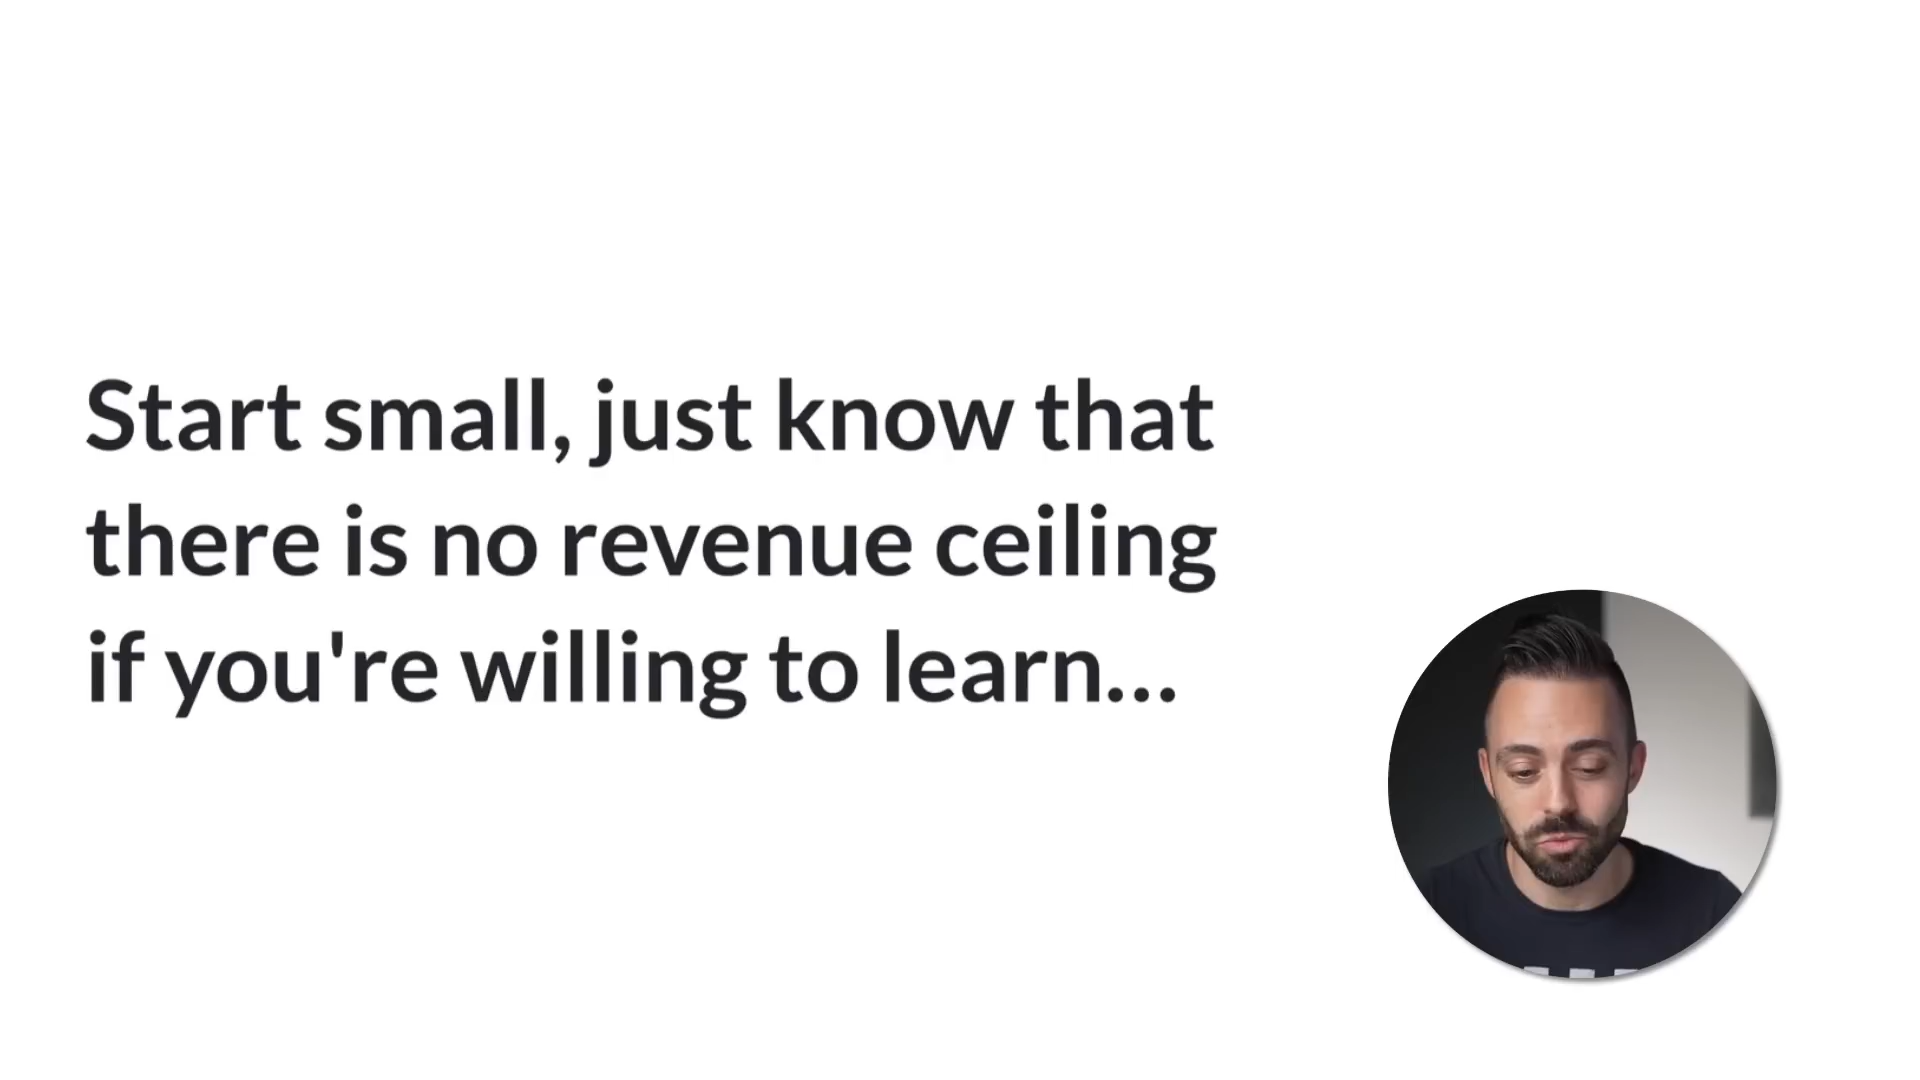 Start small, just know that
there is no revenue ceiling
if you're willing to learn...